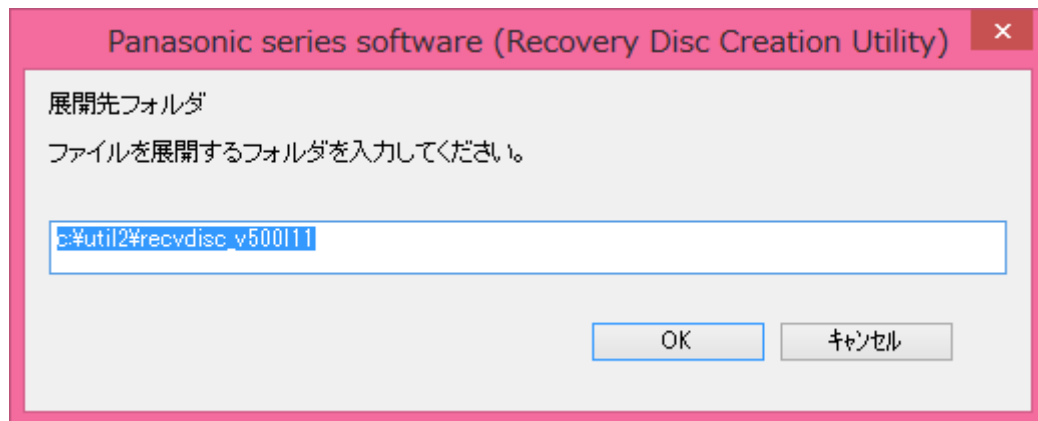 Panasonic series software (Recovery Disc Creation Utility)
展開先フォルダ
ファイルを展開するフォルダを入力してください。
c:¥util2¥recvdisc_v500l11
OK
キャンセル